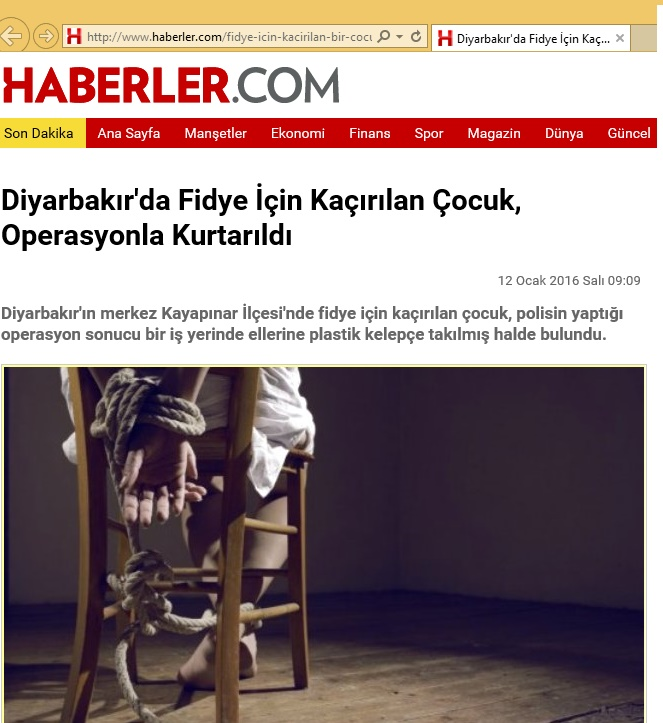 http://www.haberler.com/fidye-icin-kacirilan-bir-cocu
Diyarbakır'da Fidye İçin Kaç...
HABERLER.COM
Son Dakika Ana Sayfa Manşetler Ekonomi Finans Spor Magazin Dünya Güncel
Diyarbakır'da Fidye İçin Kaçırılan Çocuk,
Operasyonla Kurtarıldı
12 Ocak 2016 Salı 09:09
Diyarbakır'ın merkez Kayapınar İlçesi'nde fidye için kaçırılan çocuk, polisin yaptığı
operasyon sonucu bir iş yerinde ellerine plastik kelepçe takılmış halde bulundu.